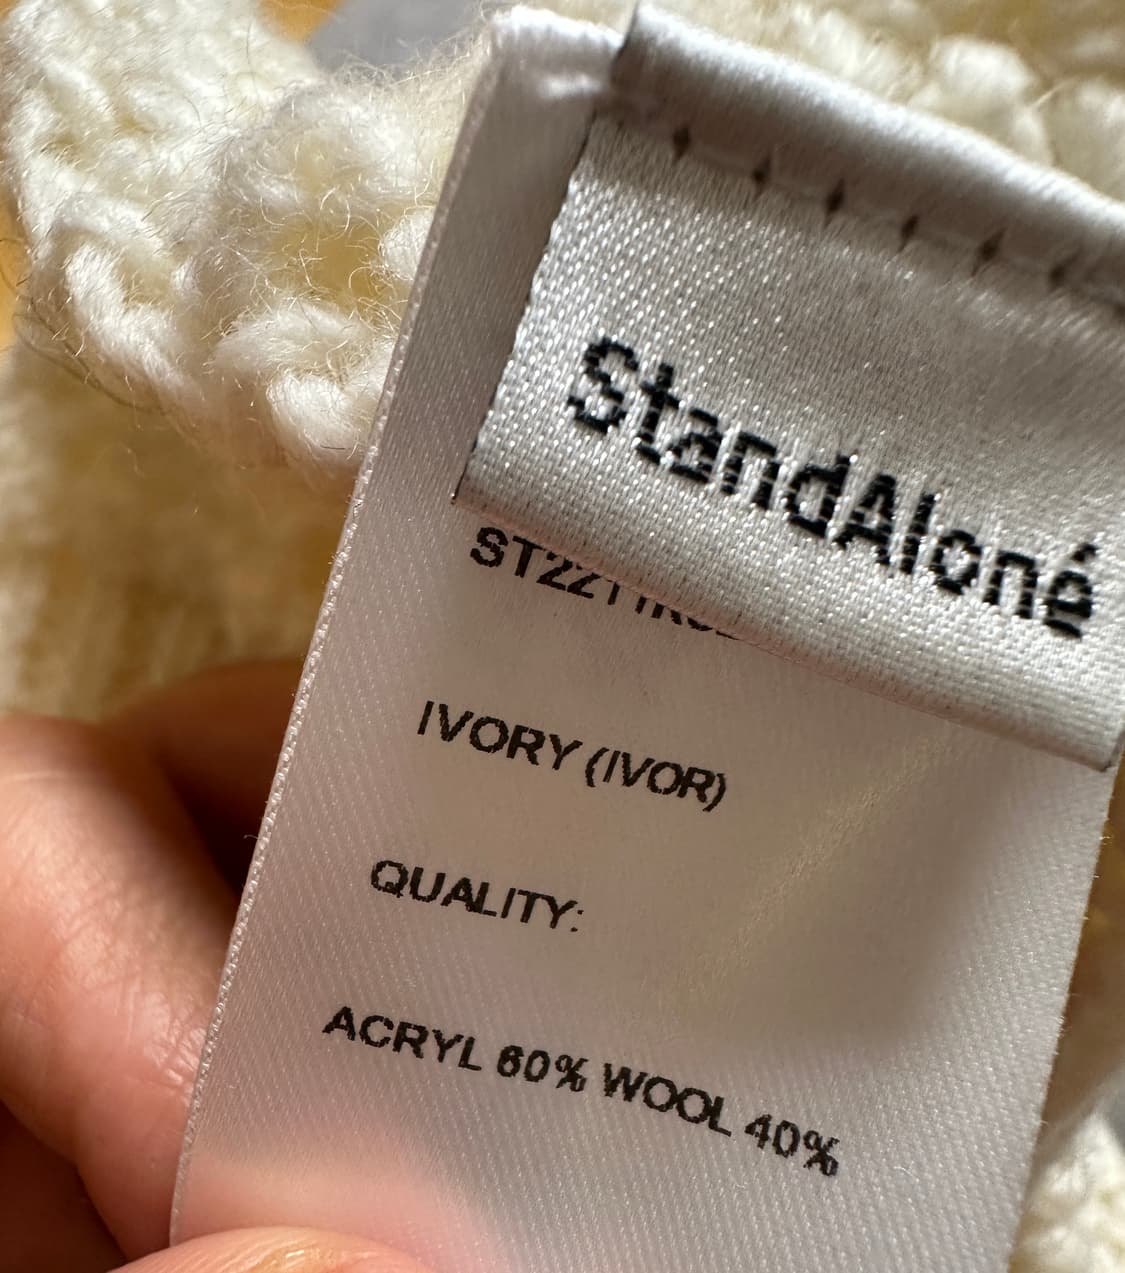 StandAloné
IVORY (IVOR)
QUALITY:
ACRYL 60% WOOL 40%